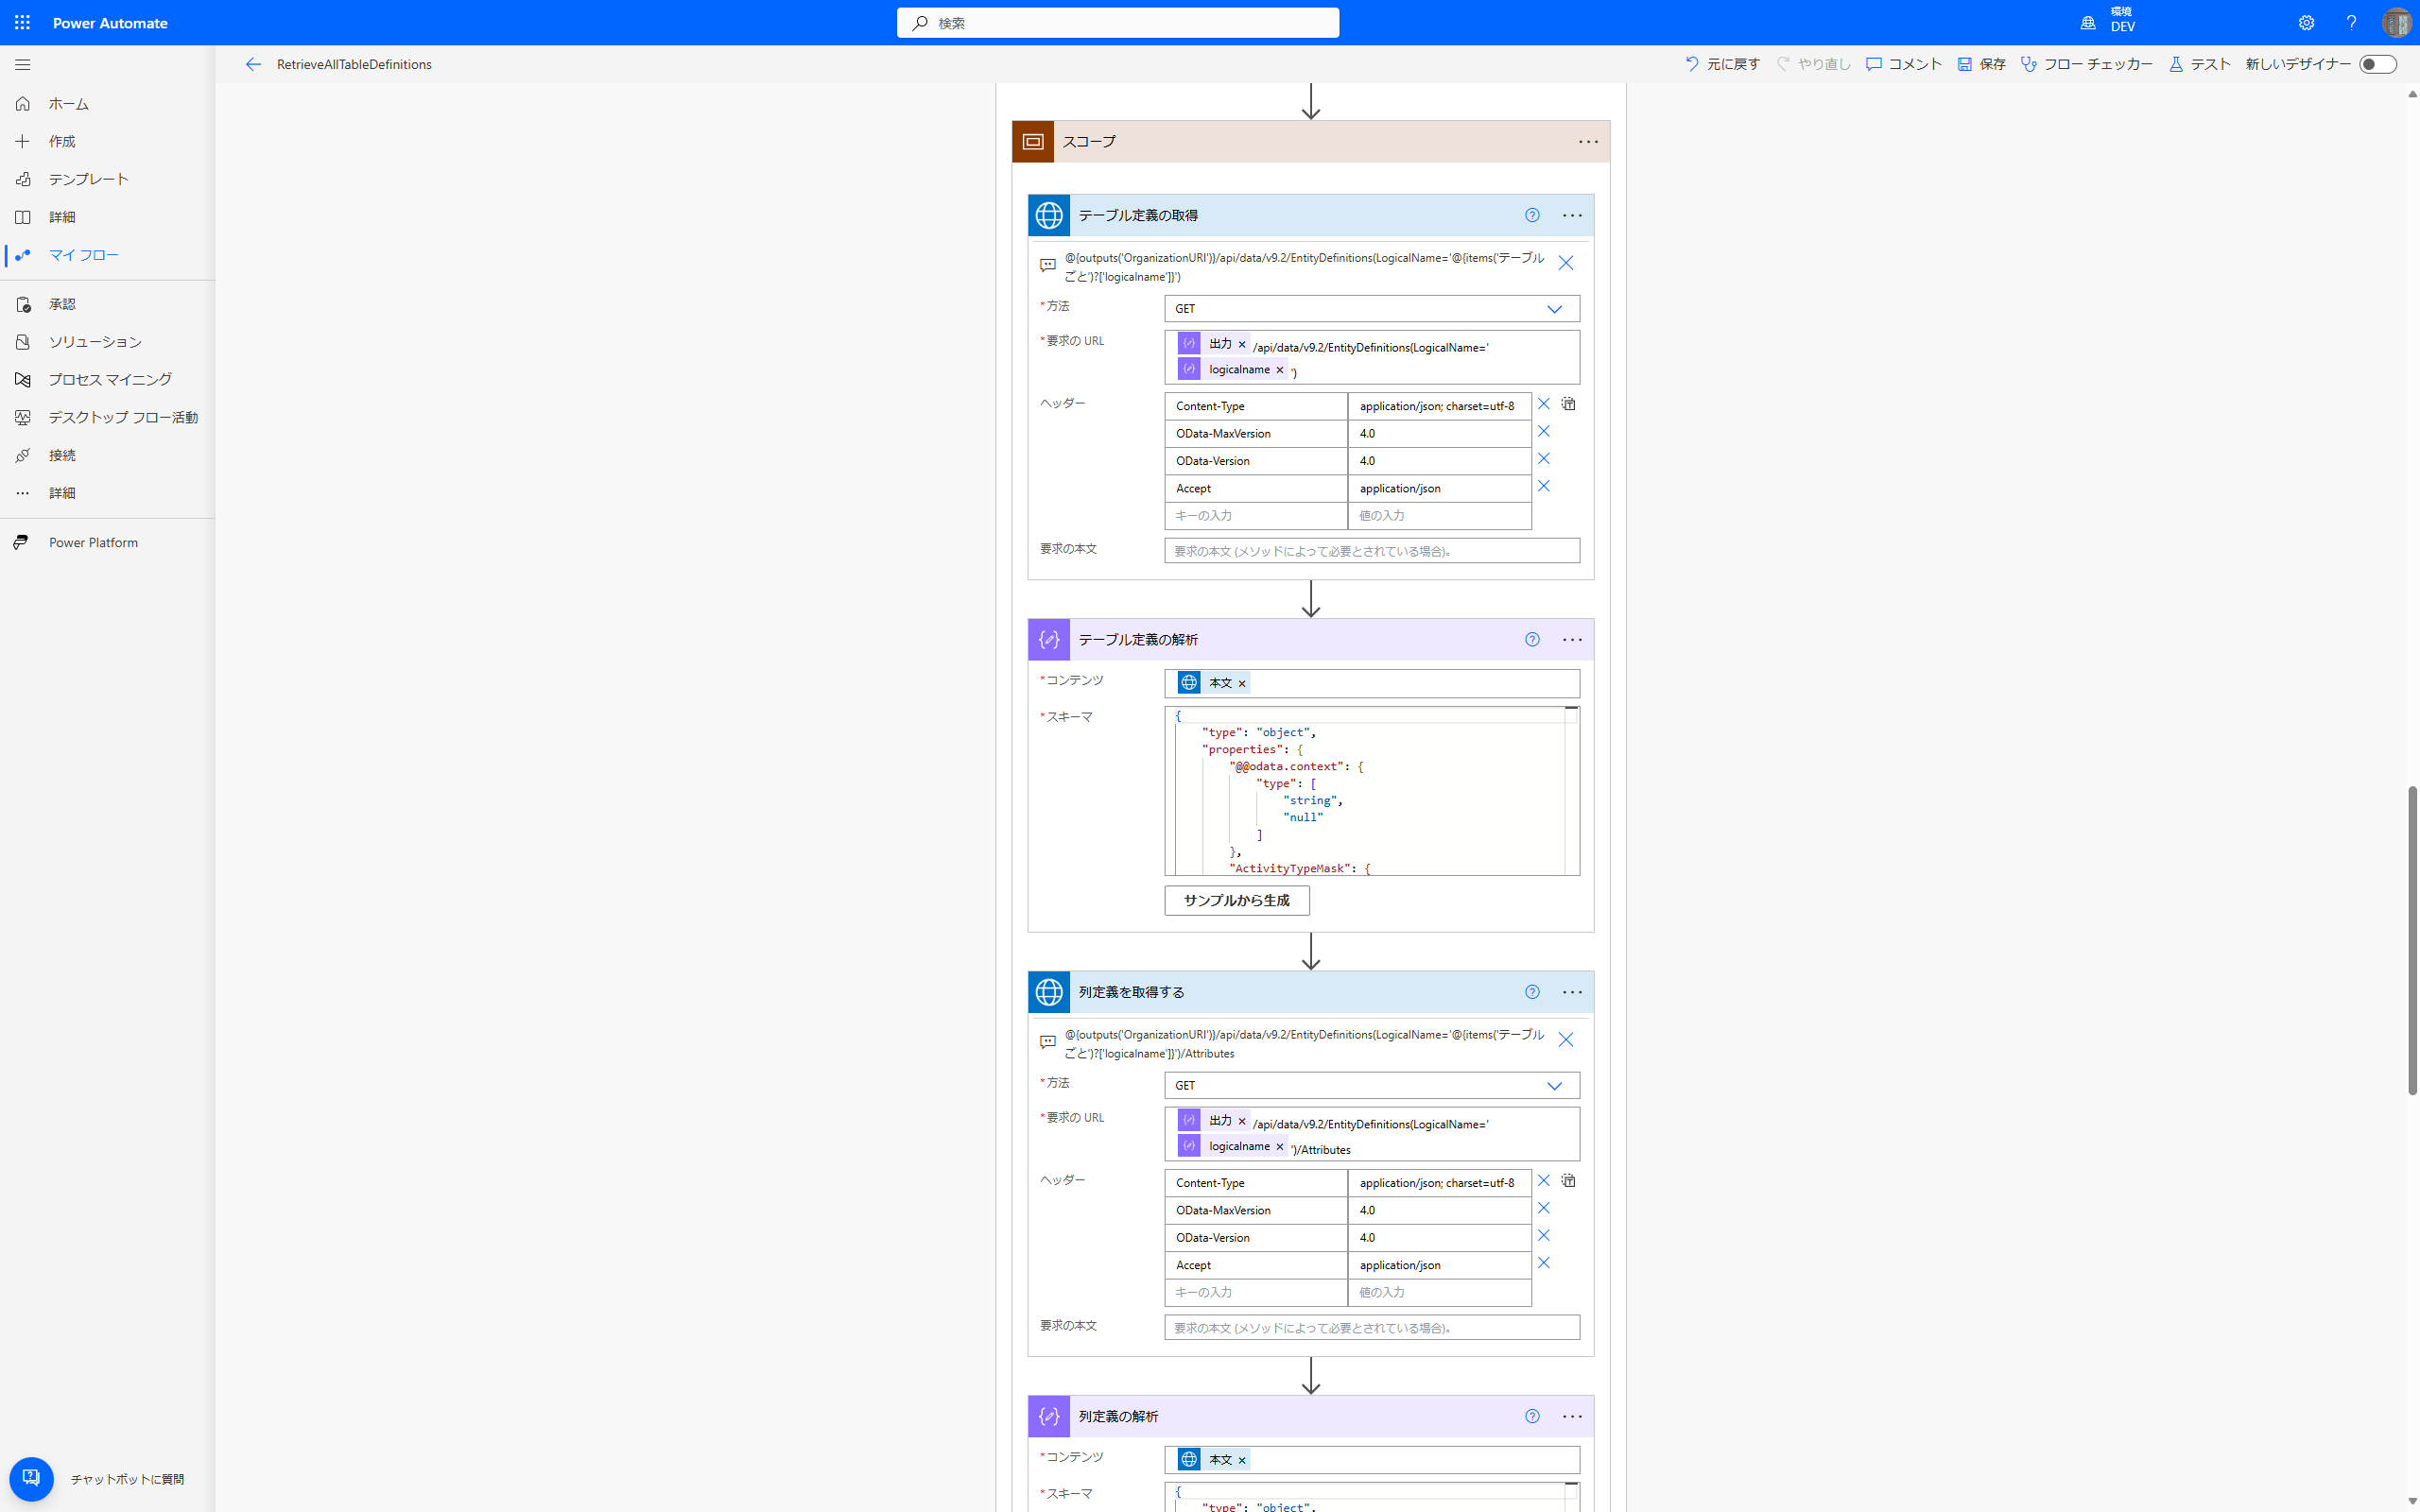 Power Automate
検索
環境
DEV
RetrieveAllTableDefinitions
元に戻す
やり直し
コメント
保存
フロー チェッカー
テスト
新しいデザイナー
ホーム
作成
テンプレート
詳細
マイ フロー
承認
ソリューション
プロセス マイニング
デスクトップ フロー活動
接続
詳細
Power Platform
チャットボットに質問
スコープ
テーブル定義の取得
@{outputs('OrganizationURI')}/api/data/v9.2/EntityDefinitions(LogicalName='@{items('テーブル
ごと')?['logicalname']}')
*方法
GET
*要求の URL
出力 × /api/data/v9.2/EntityDefinitions(LogicalName='
logicalname × ')
ヘッダー
Content-Type application/json; charset=utf-8
OData-MaxVersion 4.0
OData-Version 4.0
Accept application/json
キーの入力 値の入力
要求の本文
要求の本文 (メソッドによって必要とされている場合)。
テーブル定義の解析
*コンテンツ
本文 ×
*スキーマ
{
"type": "object",
"properties": {
"@@odata.context": {
"type": [
"string",
"null"
]
},
"ActivityTypeMask": {
サンプルから生成
列定義を取得する
@{outputs('OrganizationURI')}/api/data/v9.2/EntityDefinitions(LogicalName='@{items('テーブル
ごと')?['logicalname']}')/Attributes
*方法
GET
*要求の URL
出力 × /api/data/v9.2/EntityDefinitions(LogicalName='
logicalname × ')/Attributes
ヘッダー
Content-Type application/json; charset=utf-8
OData-MaxVersion 4.0
OData-Version 4.0
Accept application/json
キーの入力 値の入力
要求の本文
要求の本文 (メソッドによって必要とされている場合)。
列定義の解析
*コンテンツ
本文 ×
*スキーマ
{
"type": "object",